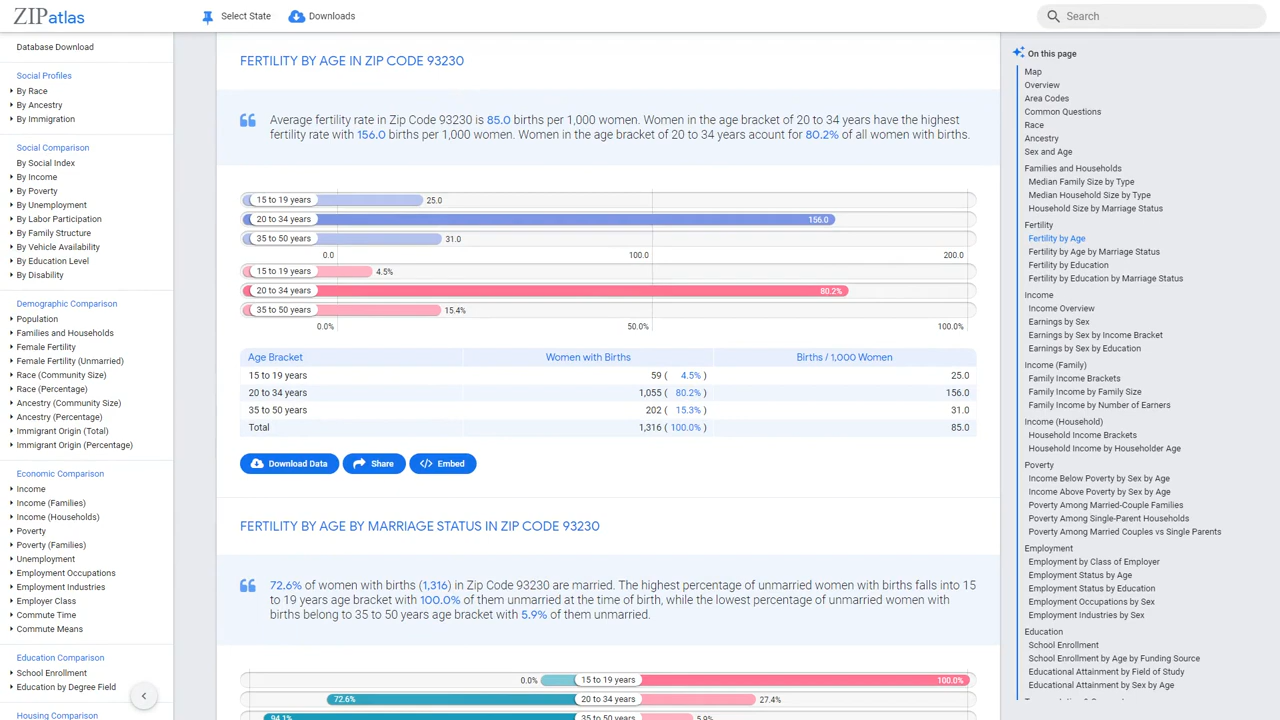 ZIPatlas
Select State
Downloads
Search
Database Download
Social Profiles
By Race
By Ancestry
By Immigration
Social Comparison
By Social Index
By Income
By Poverty
By Unemployment
By Labor Participation
By Family Structure
By Vehicle Availability
By Education Level
By Disability
Demographic Comparison
Population
Families and Households
Female Fertility
Female Fertility (Unmarried)
Race (Community Size)
Race (Percentage)
Ancestry (Community Size)
Ancestry (Percentage)
Immigrant Origin (Total)
Immigrant Origin (Percentage)
Economic Comparison
Income
Income (Families)
Income (Households)
Poverty
Poverty (Families)
Unemployment
Employment Occupations
Employment Industries
Employer Class
Commute Time
Commute Means
Education Comparison
School Enrollment
Education by Degree Field
Housing Comparison
FERTILITY BY AGE IN ZIP CODE 93230
Average fertility rate in Zip Code 93230 is 85.0 births per 1,000 women. Women in the age bracket of 20 to 34 years have the highest
fertility rate with 156.0 births per 1,000 women. Women in the age bracket of 20 to 34 years acount for 80.2% of all women with births.
15 to 19 years 25.0
20 to 34 years 156.0
35 to 50 years 31.0
0.0 100.0 200.0
15 to 19 years 4.5%
20 to 34 years 80.2%
35 to 50 years 15.4%
0.0% 50.0% 100.0%
Age Bracket Women with Births Births / 1,000 Women
15 to 19 years 59 ( 4.5% ) 25.0
20 to 34 years 1,055 ( 80.2% ) 156.0
35 to 50 years 202 ( 15.3% ) 31.0
Total 1,316 ( 100.0% ) 85.0
Download Data Share Embed
FERTILITY BY AGE BY MARRIAGE STATUS IN ZIP CODE 93230
72.6% of women with births (1,316) in Zip Code 93230 are married. The highest percentage of unmarried women with births falls into 15
to 19 years age bracket with 100.0% of them unmarried at the time of birth, while the lowest percentage of unmarried women with
births belong to 35 to 50 years age bracket with 5.9% of them unmarried.
0.0% 15 to 19 years 100.0%
72.6% 20 to 34 years 27.4%
94.1% 35 to 50 years 5.9%
On this page
Map
Overview
Area Codes
Common Questions
Race
Ancestry
Sex and Age
Families and Households
Median Family Size by Type
Median Household Size by Type
Household Size by Marriage Status
Fertility
Fertility by Age
Fertility by Age by Marriage Status
Fertility by Education
Fertility by Education by Marriage Status
Income
Income Overview
Earnings by Sex
Earnings by Sex by Income Bracket
Earnings by Sex by Education
Income (Family)
Family Income Brackets
Family Income by Family Size
Family Income by Number of Earners
Income (Household)
Household Income Brackets
Household Income by Householder Age
Poverty
Income Below Poverty by Sex by Age
Income Above Poverty by Sex by Age
Poverty Among Married-Couple Families
Poverty Among Single-Parent Households
Poverty Among Married Couples vs Single Parents
Employment
Employment by Class of Employer
Employment Status by Age
Employment Status by Education
Employment Occupations by Sex
Employment Industries by Sex
Education
School Enrollment
School Enrollment by Age by Funding Source
Educational Attainment by Field of Study
Educational Attainment by Sex by Age